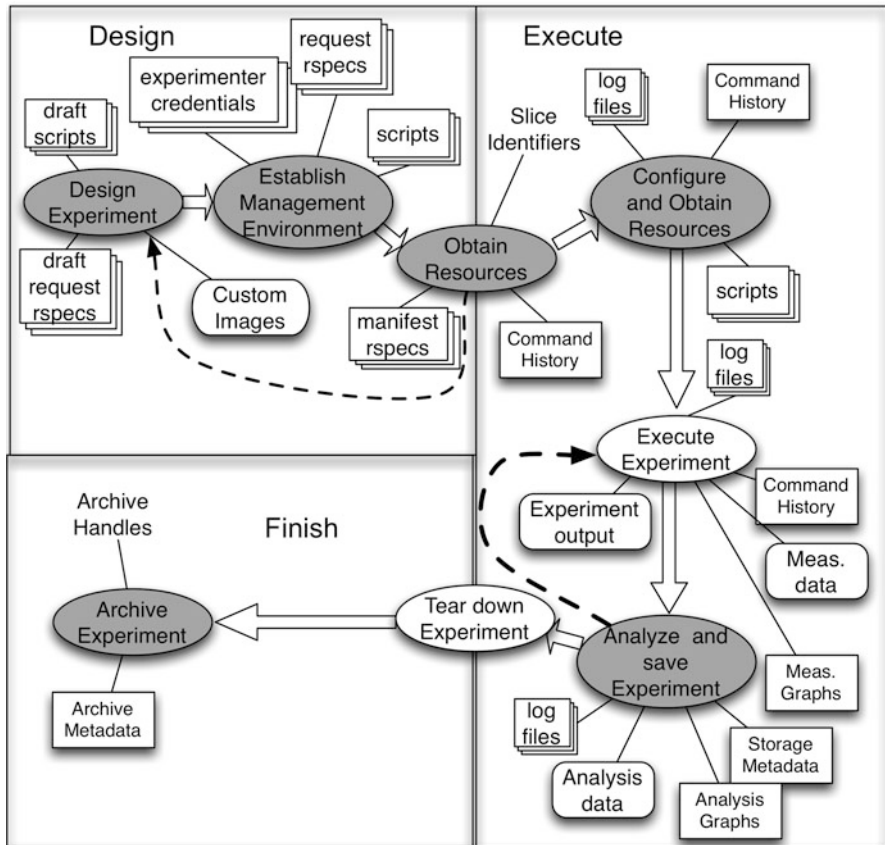 Design
request
rspecs
experimenter
credentials
draft
scripts
scripts
Design
Experiment
Establish
Management
Environment
draft
request
rspecs
Custom
Images
Slice
Identifiers
Obtain
Resources
manifest
rspecs
Command
History
Execute
log
files
Command
History
Configure
and Obtain
Resources
scripts
log
files
Execute
Experiment
Command
History
Experiment
output
Meas.
data
Meas.
Graphs
Analyze and
save
Experiment
log
files
Analysis
data
Storage
Metadata
Analysis
Graphs
Finish
Tear down
Experiment
Archive
Handles
Archive
Experiment
Archive
Metadata